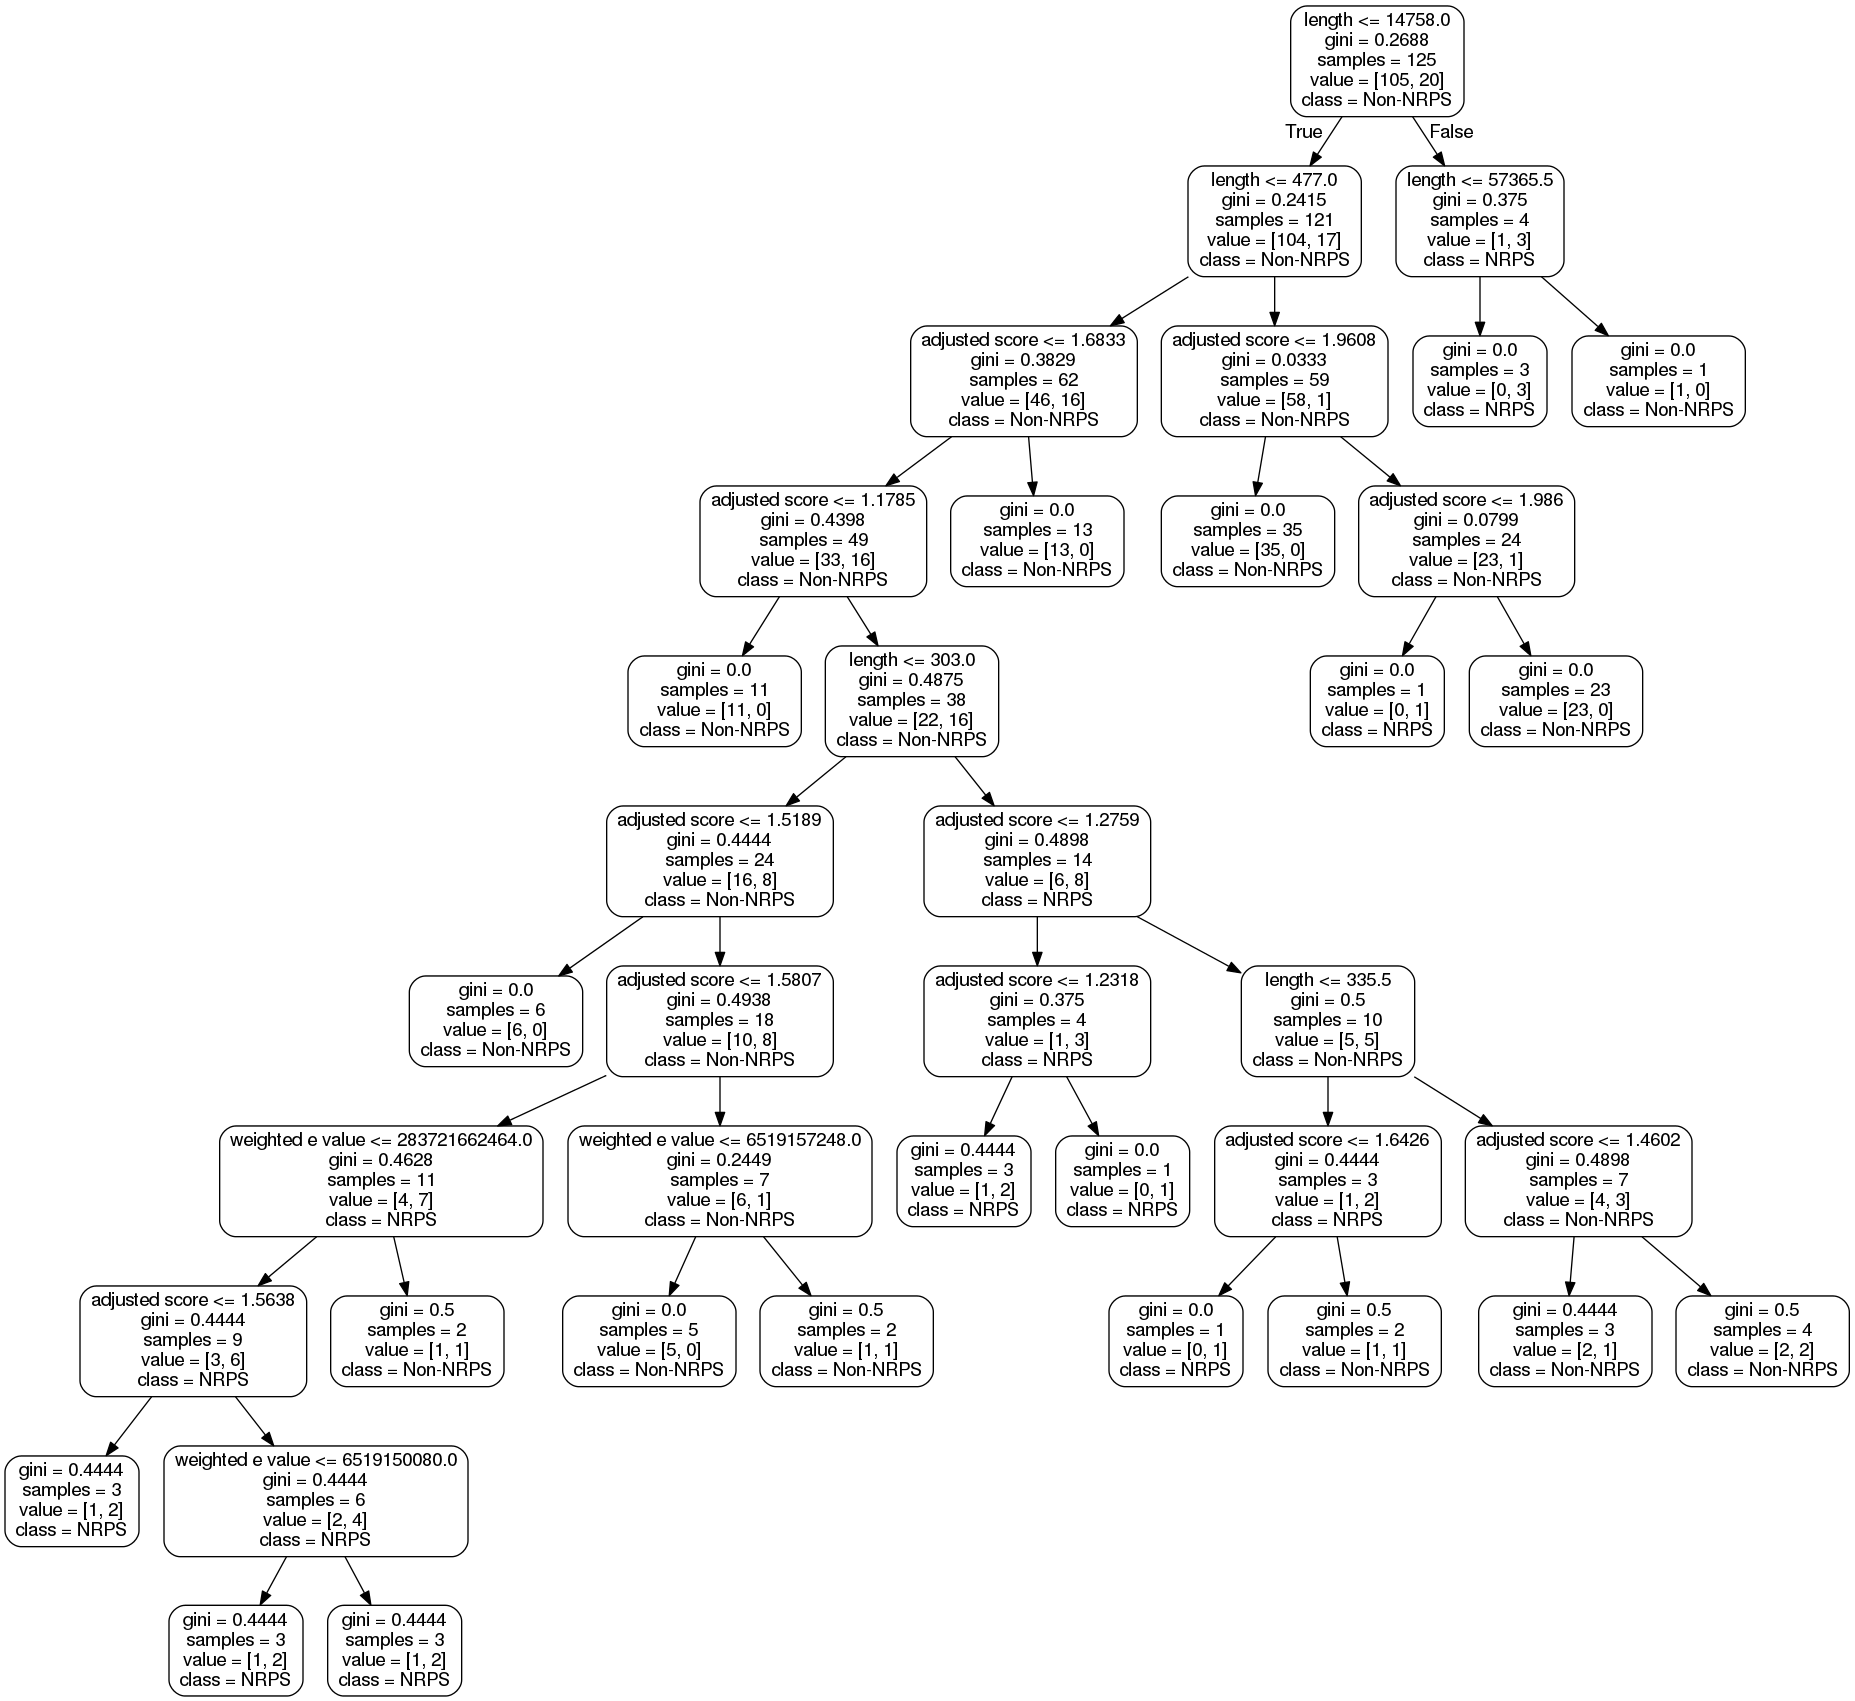 length <= 14758.0
gini = 0.2688
samples = 125
value = [105, 20]
class = Non-NRPS
True
False
length <= 477.0
gini = 0.2415
samples = 121
value = [104, 17]
class = Non-NRPS
length <= 57365.5
gini = 0.375
samples = 4
value = [1, 3]
class = NRPS
adjusted score <= 1.6833
gini = 0.3829
samples = 62
value = [46, 16]
class = Non-NRPS
adjusted score <= 1.9608
gini = 0.0333
samples = 59
value = [58, 1]
class = Non-NRPS
gini = 0.0
samples = 3
value = [0, 3]
class = NRPS
gini = 0.0
samples = 1
value = [1, 0]
class = Non-NRPS
adjusted score <= 1.1785
gini = 0.4398
samples = 49
value = [33, 16]
class = Non-NRPS
gini = 0.0
samples = 13
value = [13, 0]
class = Non-NRPS
gini = 0.0
samples = 35
value = [35, 0]
class = Non-NRPS
adjusted score <= 1.986
gini = 0.0799
samples = 24
value = [23, 1]
class = Non-NRPS
gini = 0.0
samples = 11
value = [11, 0]
class = Non-NRPS
length <= 303.0
gini = 0.4875
samples = 38
value = [22, 16]
class = Non-NRPS
gini = 0.0
samples = 1
value = [0, 1]
class = NRPS
gini = 0.0
samples = 23
value = [23, 0]
class = Non-NRPS
adjusted score <= 1.5189
gini = 0.4444
samples = 24
value = [16, 8]
class = Non-NRPS
adjusted score <= 1.2759
gini = 0.4898
samples = 14
value = [6, 8]
class = NRPS
gini = 0.0
samples = 6
value = [6, 0]
class = Non-NRPS
adjusted score <= 1.5807
gini = 0.4938
samples = 18
value = [10, 8]
class = Non-NRPS
adjusted score <= 1.2318
gini = 0.375
samples = 4
value = [1, 3]
class = NRPS
length <= 335.5
gini = 0.5
samples = 10
value = [5, 5]
class = Non-NRPS
weighted e value <= 283721662464.0
gini = 0.4628
samples = 11
value = [4, 7]
class = NRPS
weighted e value <= 6519157248.0
gini = 0.2449
samples = 7
value = [6, 1]
class = Non-NRPS
gini = 0.4444
samples = 3
value = [1, 2]
class = NRPS
gini = 0.0
samples = 1
value = [0, 1]
class = NRPS
adjusted score <= 1.6426
gini = 0.4444
samples = 3
value = [1, 2]
class = NRPS
adjusted score <= 1.4602
gini = 0.4898
samples = 7
value = [4, 3]
class = Non-NRPS
adjusted score <= 1.5638
gini = 0.4444
samples = 9
value = [3, 6]
class = NRPS
gini = 0.5
samples = 2
value = [1, 1]
class = Non-NRPS
gini = 0.0
samples = 5
value = [5, 0]
class = Non-NRPS
gini = 0.5
samples = 2
value = [1, 1]
class = Non-NRPS
gini = 0.0
samples = 1
value = [0, 1]
class = NRPS
gini = 0.5
samples = 2
value = [1, 1]
class = Non-NRPS
gini = 0.4444
samples = 3
value = [2, 1]
class = Non-NRPS
gini = 0.5
samples = 4
value = [2, 2]
class = Non-NRPS
gini = 0.4444
samples = 3
value = [1, 2]
class = NRPS
weighted e value <= 6519150080.0
gini = 0.4444
samples = 6
value = [2, 4]
class = NRPS
gini = 0.4444
samples = 3
value = [1, 2]
class = NRPS
gini = 0.4444
samples = 3
value = [1, 2]
class = NRPS